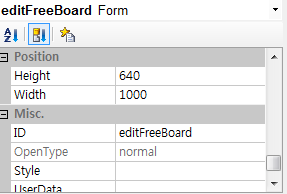 editFreeBoard Form
Position
Height 640
Width 1000
Misc.
ID editFreeBoard
OpenType normal
Style
UserData